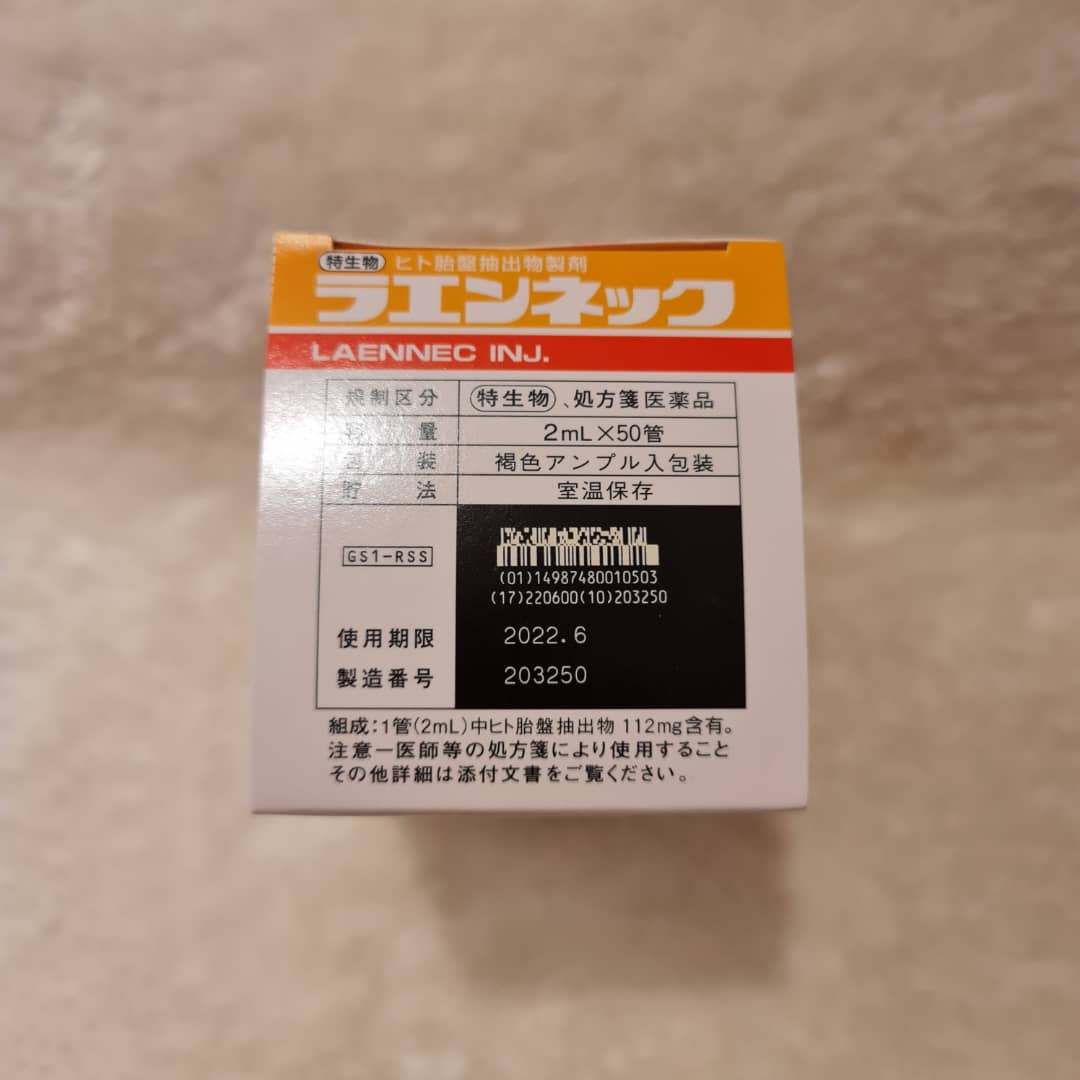 特生物 ヒト胎盤抽出物製剤
ラエンネック
LAENNEC INJ.
規制区分 特生物、処方箋医薬品
容量 2mL×50管
包装 褐色アンプル入包装
貯法 室温保存
GS1-RSS
(01)14987480010503
(17)220600(10)203250
使用期限 2022.6
製造番号 203250
組成:1管(2mL)中ヒト胎盤抽出物 112mg含有。
注意-医師等の処方箋により使用すること
その他詳細は添付文書をご覧ください。